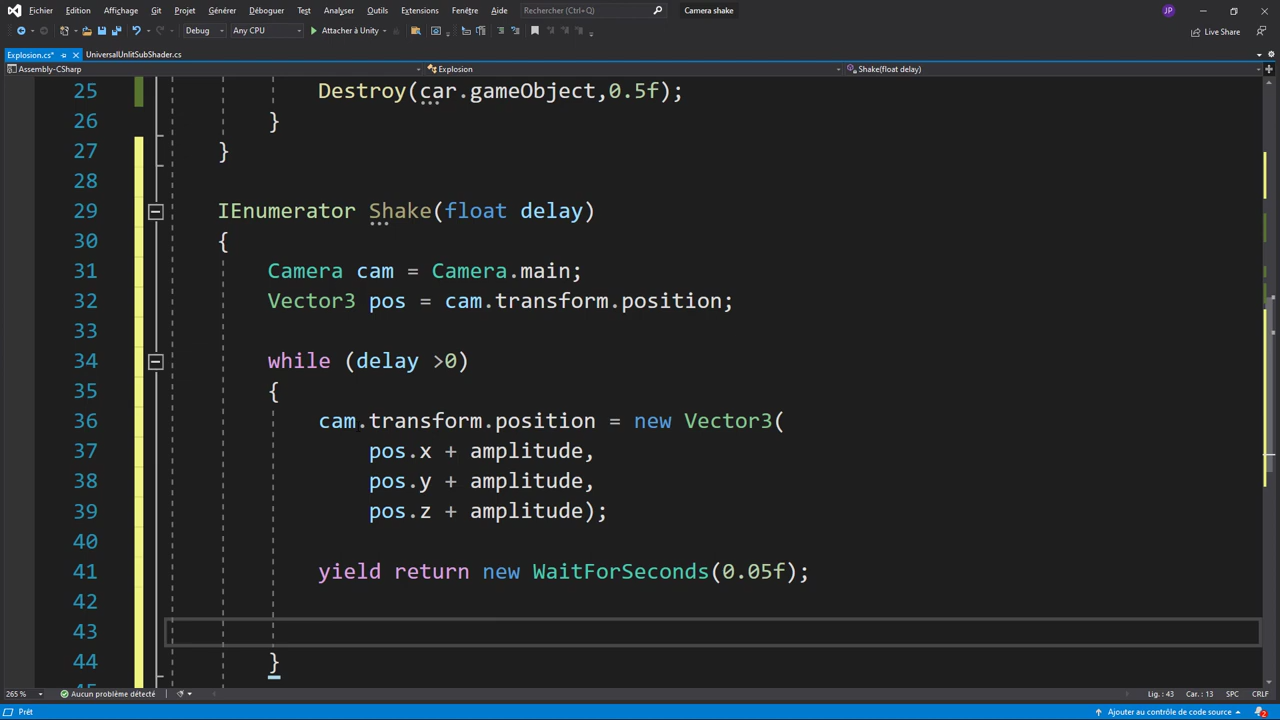 Fichier Edition Affichage Git Projet Générer Déboguer Test Analyser Outils Extensions Fenêtre Aide Rechercher (Ctrl+Q) Camera shake JP
Debug Any CPU Attacher à Unity Live Share
Explosion.cs* UniversalUnlitSubShader.cs
Assembly-CSharp Explosion Shake(float delay)
25 Destroy(car.gameObject,0.5f);
26 }
27 }
28
29 IEnumerator Shake(float delay)
30 {
31 Camera cam = Camera.main;
32 Vector3 pos = cam.transform.position;
33
34 while (delay >0)
35 {
36 cam.transform.position = new Vector3(
37 pos.x + amplitude,
38 pos.y + amplitude,
39 pos.z + amplitude);
40
41 yield return new WaitForSeconds(0.05f);
42
43
44 }
265 % Aucun problème détecté Lig. : 43 Car. : 13 SPC CRLF
Prêt Ajouter au contrôle de code source 2